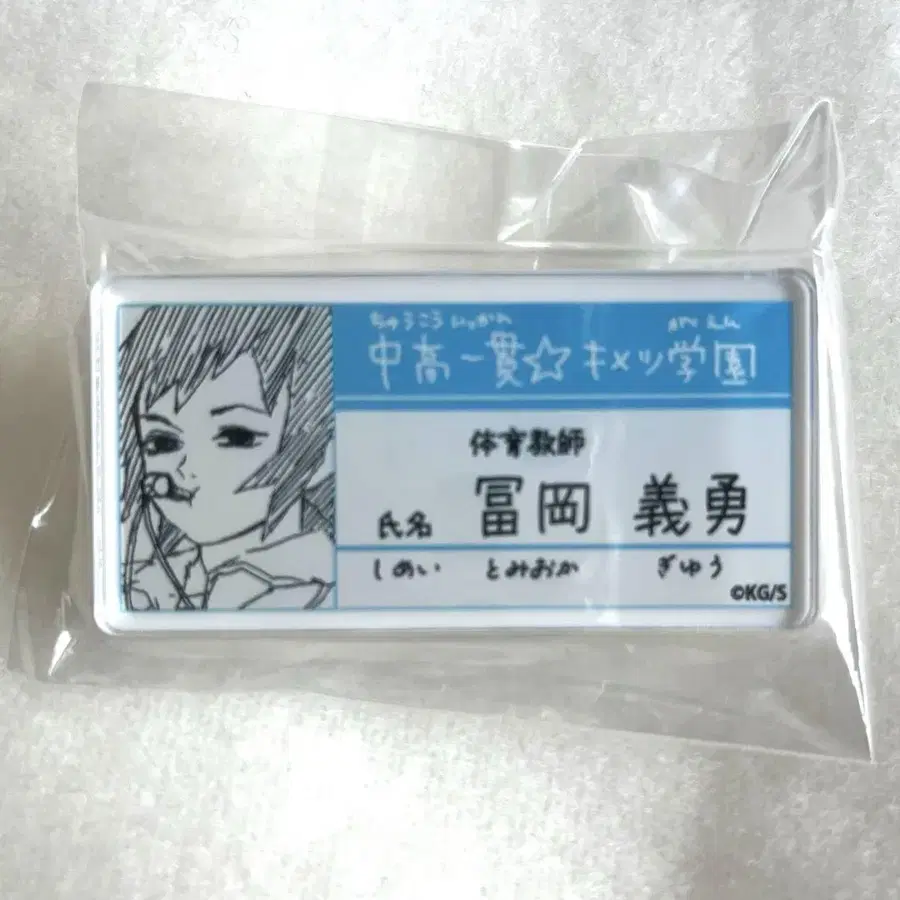 ちゅうこう いっかん がくえん
中高一貫☆キメツ学園
体育教師
氏名 冨岡 義勇
しめい とみおか ぎゆう
©KG/S